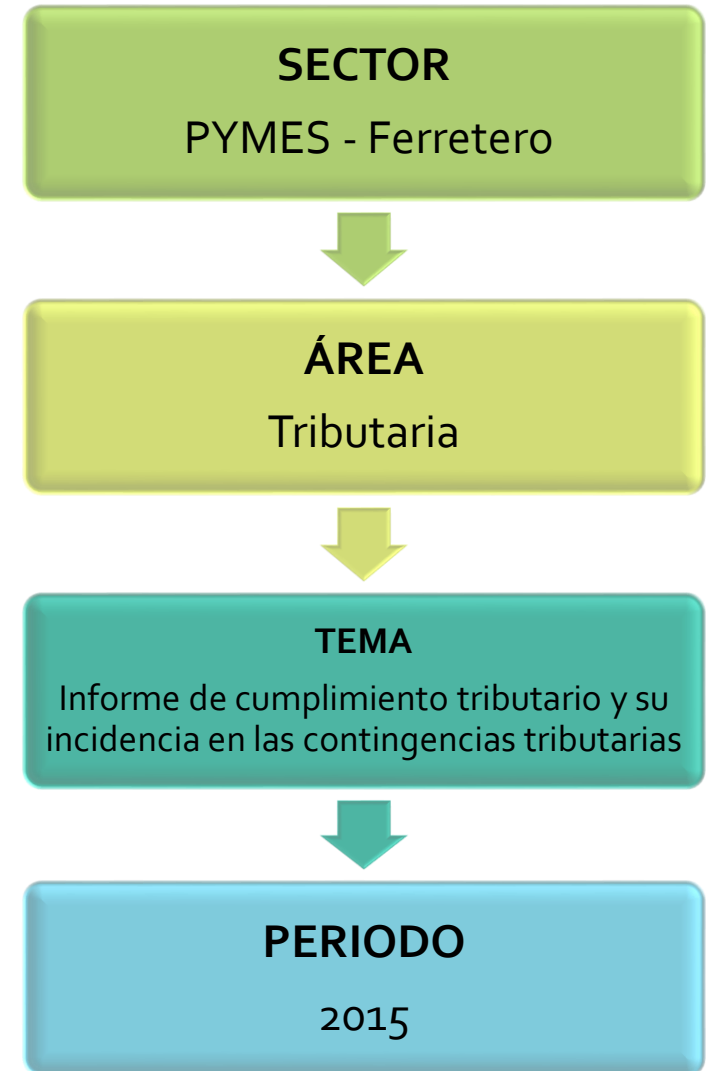 SECTOR
PYMES - Ferretero
ÁREA
Tributaria
TEMA
Informe de cumplimiento tributario y su
incidencia en las contingencias tributarias
PERIODO
2015